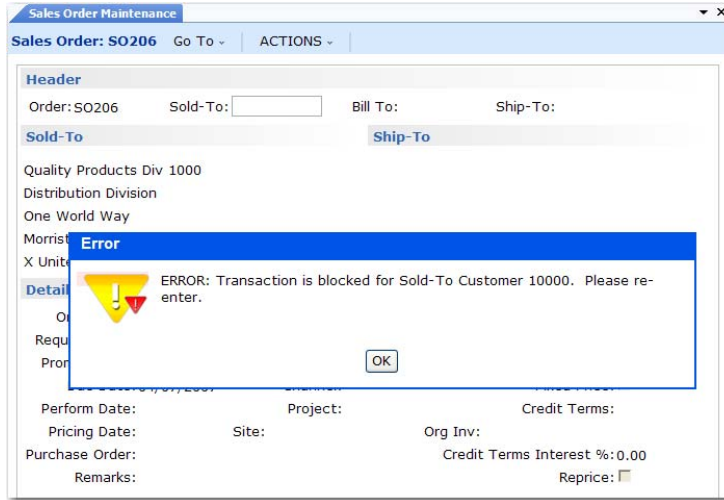 Sales Order Maintenance
Sales Order: SO206 Go To ACTIONS
Header
Order: SO206 Sold-To: Bill To: Ship-To:
Sold-To Ship-To
Quality Products Div 1000
Distribution Division
One World Way
Error
ERROR: Transaction is blocked for Sold-To Customer 10000. Please re-
enter.
OK
Perform Date: Project: Credit Terms:
Pricing Date: Site: Org Inv:
Purchase Order: Credit Terms Interest %: 0.00
Remarks: Reprice: